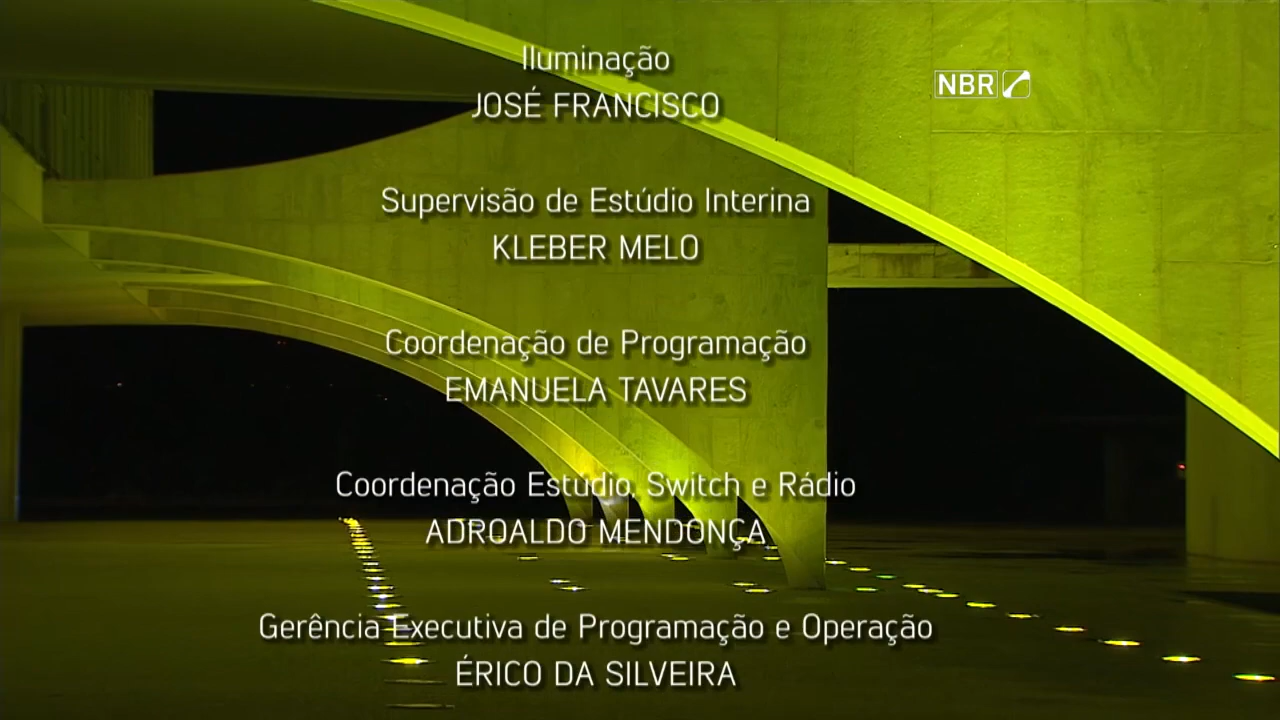 Iluminação
JOSÉ FRANCISCO
NBR
Supervisão de Estúdio Interina
KLEBER MELO
Coordenação de Programação
EMANUELA TAVARES
Coordenação Estúdio, Switch e Rádio
ADROALDO MENDONÇA
Gerência Executiva de Programação e Operação
ÉRICO DA SILVEIRA